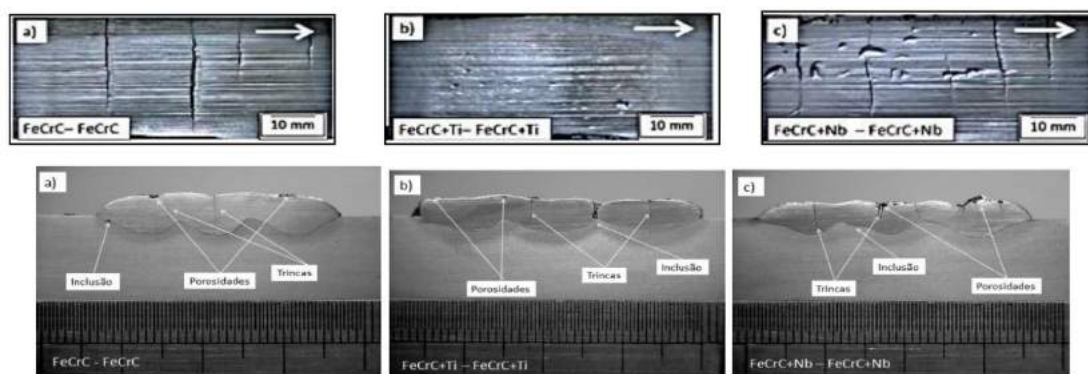 a)
10 mm
FeCrC– FeCrC
b)
10 mm
FeCrC+Ti– FeCrC+Ti
c)
10 mm
FeCrC+Nb – FeCrC+Nb
a)
Inclusão
Porosidades
Trincas
FeCrC - FeCrC
b)
Porosidades
Trincas
Inclusão
FeCrC+Ti – FeCrC+Ti
c)
Trincas
Inclusão
Porosidades
FeCrC+Nb – FeCrC+Nb